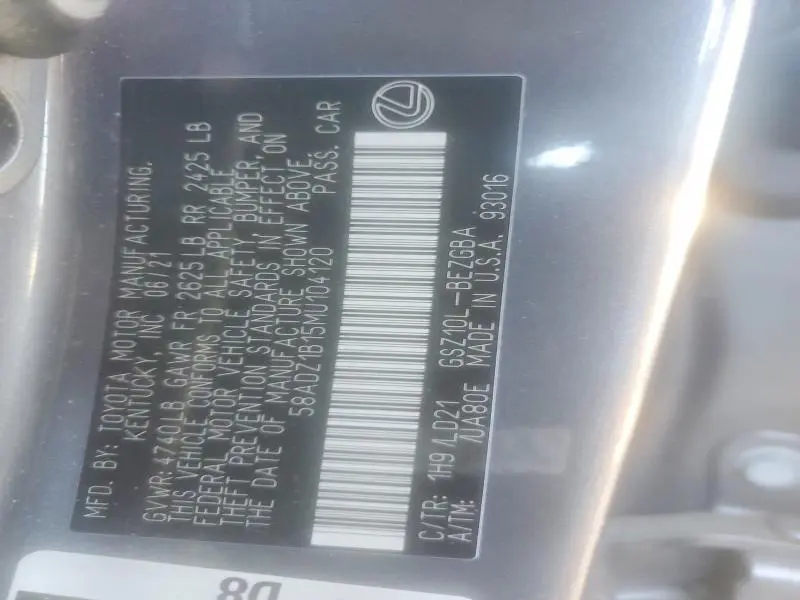 MFD. BY: TOYOTA MOTOR MANUFACTURING,
KENTUCKY, INC 06/21
GVWR 4740LB GAWR FR 2625LB RR 2425 LB
THIS VEHICLE CONFORMS TO ALL APPLICABLE
FEDERAL MOTOR VEHICLE SAFETY, BUMPER, AND
THEFT PREVENTION STANDARDS IN EFFECT ON
THE DATE OF MANUFACTURE SHOWN ABOVE.
58ADZ1B15MU104120 PASS. CAR
C/TR: 1H9/LD21 GSZ10L-BEZGBA
A/TM: /UA80E MADE IN U.S.A. 93016
D8